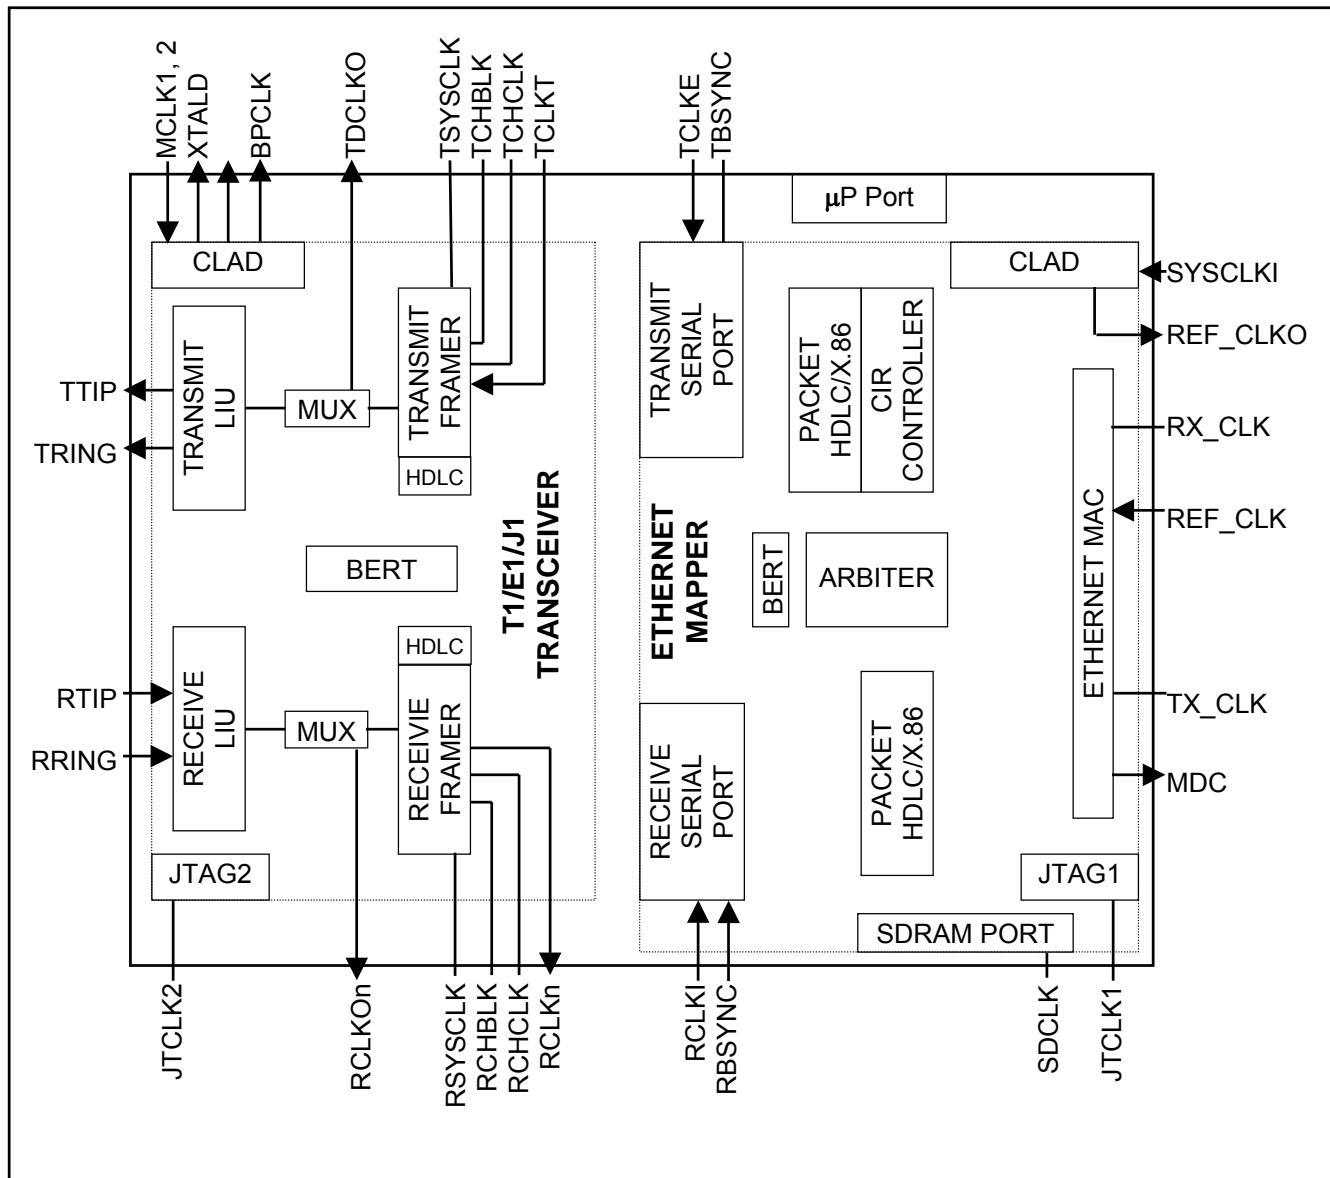 MCLK1, 2
XTALD
BPCLK
TDCLKO
TSYSCLK
TCHBLK
TCHCLK
TCLKT
TCLKE
TBSYNC
µP Port
CLAD
CLAD
SYSCLKI
REF_CLKO
TRANSMIT
LIU
MUX
TRANSMIT
FRAMER
HDLC
TRANSMIT
SERIAL
PORT
PACKET
HDLC/X.86
CIR
CONTROLLER
TTIP
TRING
RX_CLK
REF_CLK
BERT
T1/E1/J1
TRANSCEIVER
ETHERNET
MAPPER
BERT
ARBITER
ETHERNET MAC
HDLC
RECEIVE
LIU
MUX
RECEIVIE
FRAMER
RECEIVE
SERIAL
PORT
PACKET
HDLC/X.86
RTIP
RRING
TX_CLK
MDC
JTAG2
JTAG1
SDRAM PORT
JTCLK2
RCLKOn
RSYSCLK
RCHBLK
RCHCLK
RCLKn
RCLKI
RBSYNC
SDCLK
JTCLK1